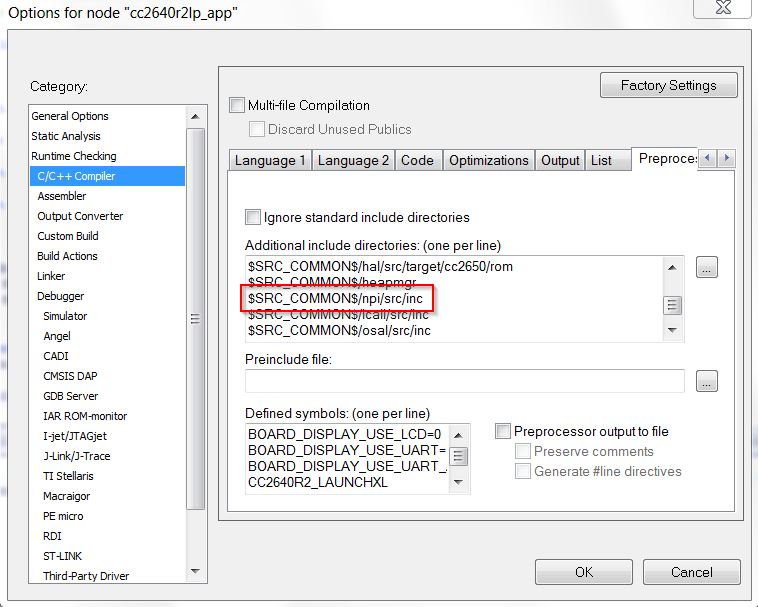 Options for node "cc2640r2lp_app"
Category:
General Options
Static Analysis
Runtime Checking
C/C++ Compiler
Assembler
Output Converter
Custom Build
Build Actions
Linker
Debugger
Simulator
Angel
CADI
CMSIS DAP
GDB Server
IAR ROM-monitor
I-jet/JTAGjet
J-Link/J-Trace
TI Stellaris
Macraigor
PE micro
RDI
ST-LINK
Third-Party Driver
Factory Settings
Multi-file Compilation
Discard Unused Publics
Language 1 Language 2 Code Optimizations Output List Preproces
Ignore standard include directories
Additional include directories: (one per line)
$SRC_COMMON$/hal/src/target/cc2650/rom
$SRC_COMMON$/heapmgr
$SRC_COMMON$/npi/src/inc
$SRC_COMMON$/icall/src/inc
$SRC_COMMON$/osal/src/inc
...
Preinclude file:
...
Defined symbols: (one per line)
BOARD_DISPLAY_USE_LCD=0
BOARD_DISPLAY_USE_UART=
BOARD_DISPLAY_USE_UART_
CC2640R2_LAUNCHXL
Preprocessor output to file
Preserve comments
Generate #line directives
OK
Cancel